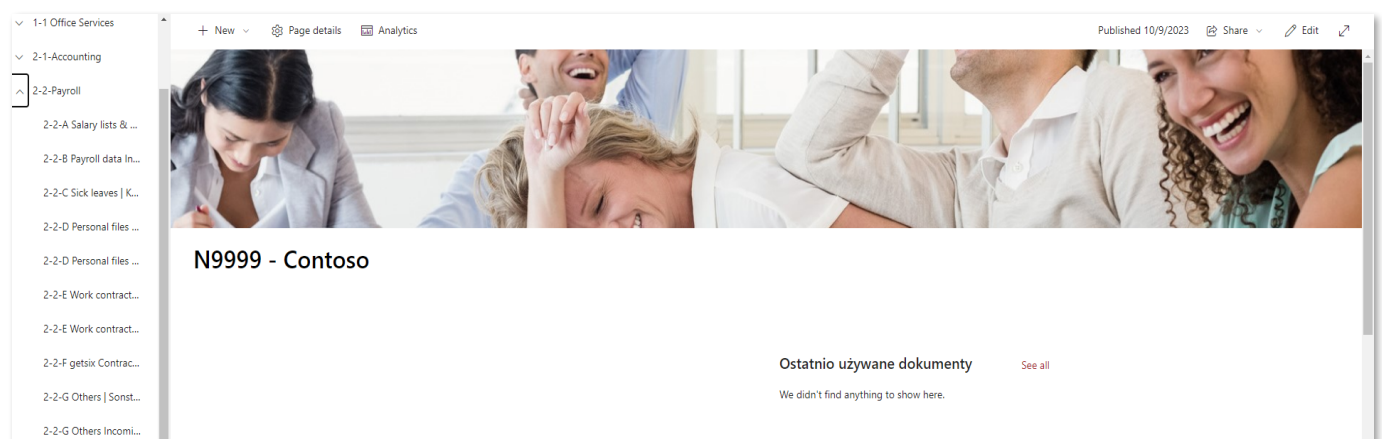 1-1 Office Services
2-1-Accounting
2-2-Payroll
2-2-A Salary lists & ...
2-2-B Payroll data In...
2-2-C Sick leaves | K...
2-2-D Personal files ...
2-2-D Personal files ...
2-2-E Work contract...
2-2-E Work contract...
2-2-F getsix Contrac...
2-2-G Others | Sonst...
2-2-G Others Incomi...
+ New Page details Analytics
Published 10/9/2023 Share Edit
N9999 - Contoso
Ostatnio używane dokumenty See all
We didn't find anything to show here.